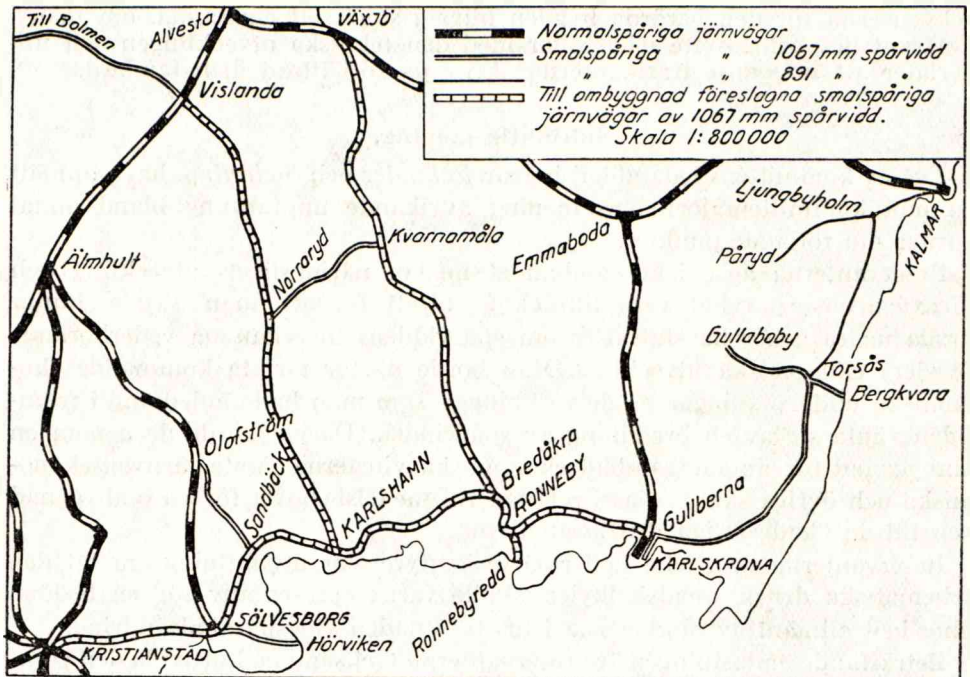 Till Bolmen
Alvesta
VÄXJÖ
Normalspåriga järnvägar
Smalspåriga " 1067 mm spårvidd
" 891 " "
Till ombyggnad föreslagna smalspåriga
järnvägar av 1067 mm spårvidd.
Skala 1:800 000
Vislanda
Ljungbyholm
KALMAR
Emmaboda
Påryd
Älmhult
Norraryd
Kvarnamåla
Gullaboby
Torsås
Bergkvara
Olofström
Sandbäck
KARLSHAMN
Bredåkra
RONNEBY
Gullberna
KARLSKRONA
SÖLVESBORG
Hörviken
Ronnebyredd
KRISTIANSTAD